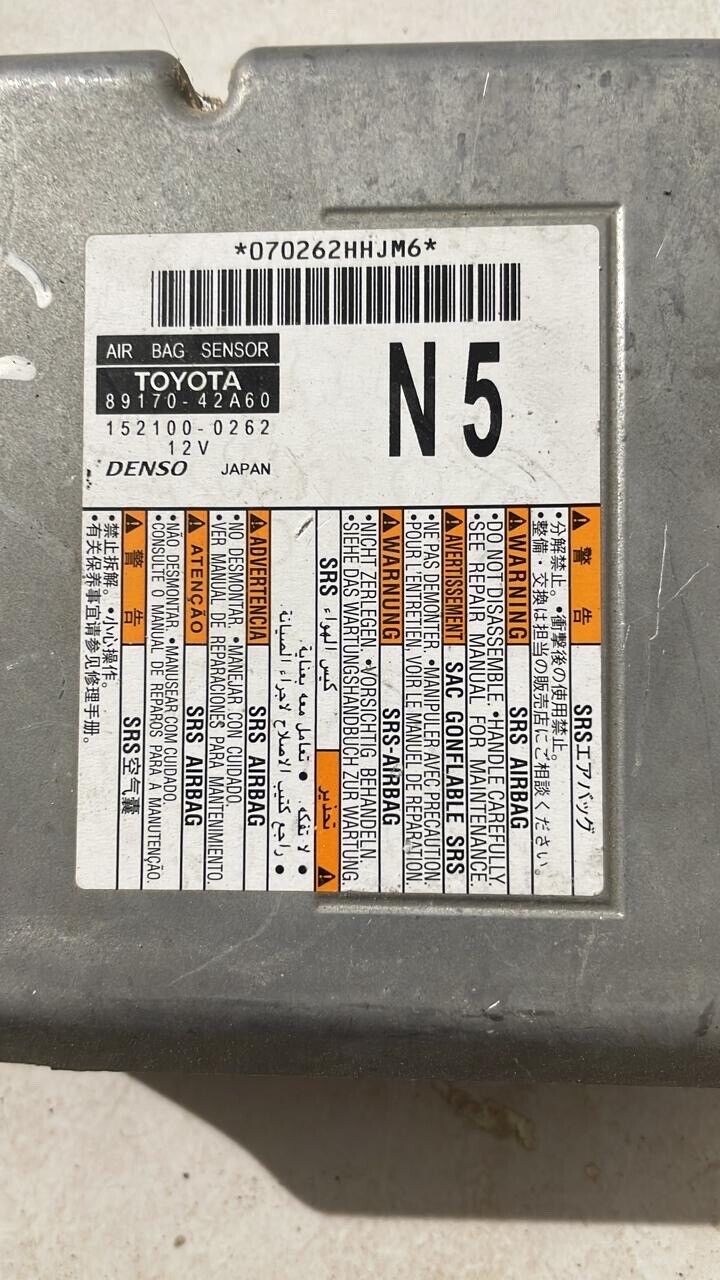 *070262HHJM6*
AIR BAG SENSOR
TOYOTA
89170-42A60
152100-0262
12V
DENSO JAPAN
N5
警告 SRSエアバッグ
•分解禁止。•衝撃後の使用禁止。
•整備・交換は担当の販売店にご相談ください。
WARNING SRS AIRBAG
•DO NOT DISASSEMBLE. •HANDLE CAREFULLY.
•SEE REPAIR MANUAL FOR MAINTENANCE.
AVERTISSEMENT SAC GONFLABLE SRS
•NE PAS DEMONTER. •MANIPULER AVEC PRECAUTION.
•POUR L'ENTRETIEN, VOIR LE MANUEL DE REPARATION.
WARNUNG SRS-AIRBAG
•NICHT ZERLEGEN. •VORSICHTIG BEHANDELN.
•SIEHE DAS WARTUNGSHANDBUCH ZUR WARTUNG.
تحذير كيس الهواء SRS
• لا تفكه. • تعامل معه بعناية.
• راجع كتيب الاصلاح لاجراء الصيانة.
ADVERTENCIA SRS AIRBAG
•NO DESMONTAR. •MANEJAR CON CUIDADO.
•VER MANUAL DE REPARACIONES PARA MANTENIMIENTO.
ATENÇÃO SRS AIRBAG
•NÃO DESMONTAR. •MANUSEAR COM CUIDADO.
•CONSULTE O MANUAL DE REPAROS PARA A MANUTENÇÃO.
警告 SRS空气囊
•禁止拆解。•小心操作。
•有关保养事宜请参见修理手册。